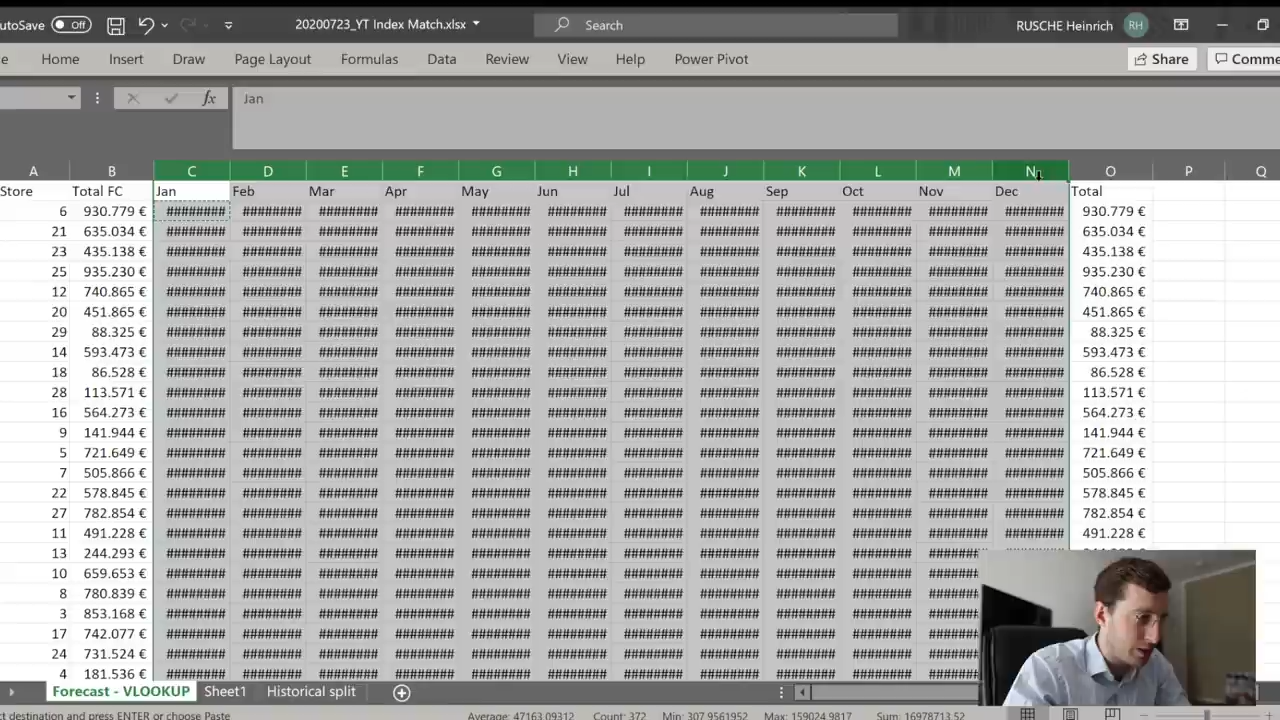 AutoSave Off 20200723_YT Index Match.xlsx Search RUSCHE Heinrich RH
Home Insert Draw Page Layout Formulas Data Review View Help Power Pivot Share
fx Jan
A B C D E F G H I J K L M N O P Q
Store Total FC Jan Feb Mar Apr May Jun Jul Aug Sep Oct Nov Dec Total
6 930.779 € ######## ######## ######## ######## ######## ######## ######## ######## ######## ######## ######## ######## 930.779 €
21 635.034 € ######## ######## ######## ######## ######## ######## ######## ######## ######## ######## ######## ######## 635.034 €
23 435.138 € ######## ######## ######## ######## ######## ######## ######## ######## ######## ######## ######## ######## 435.138 €
25 935.230 € ######## ######## ######## ######## ######## ######## ######## ######## ######## ######## ######## ######## 935.230 €
12 740.865 € ######## ######## ######## ######## ######## ######## ######## ######## ######## ######## ######## ######## 740.865 €
20 451.865 € ######## ######## ######## ######## ######## ######## ######## ######## ######## ######## ######## ######## 451.865 €
29 88.325 € ######## ######## ######## ######## ######## ######## ######## ######## ######## ######## ######## ######## 88.325 €
14 593.473 € ######## ######## ######## ######## ######## ######## ######## ######## ######## ######## ######## ######## 593.473 €
18 86.528 € ######## ######## ######## ######## ######## ######## ######## ######## ######## ######## ######## ######## 86.528 €
28 113.571 € ######## ######## ######## ######## ######## ######## ######## ######## ######## ######## ######## ######## 113.571 €
16 564.273 € ######## ######## ######## ######## ######## ######## ######## ######## ######## ######## ######## ######## 564.273 €
9 141.944 € ######## ######## ######## ######## ######## ######## ######## ######## ######## ######## ######## ######## 141.944 €
5 721.649 € ######## ######## ######## ######## ######## ######## ######## ######## ######## ######## ######## ######## 721.649 €
7 505.866 € ######## ######## ######## ######## ######## ######## ######## ######## ######## ######## ######## ######## 505.866 €
22 578.845 € ######## ######## ######## ######## ######## ######## ######## ######## ######## ######## ######## ######## 578.845 €
27 782.854 € ######## ######## ######## ######## ######## ######## ######## ######## ######## ######## ######## ######## 782.854 €
11 491.228 € ######## ######## ######## ######## ######## ######## ######## ######## ######## ######## ######## ######## 491.228 €
13 244.293 € ######## ######## ######## ######## ######## ######## ######## ######## ######## ######## ######## ########
10 659.653 € ######## ######## ######## ######## ######## ######## ######## ######## ######## ########
8 780.839 € ######## ######## ######## ######## ######## ######## ######## ######## ######## ########
3 853.168 € ######## ######## ######## ######## ######## ######## ######## ######## ######## ########
17 742.077 € ######## ######## ######## ######## ######## ######## ######## ######## ######## ########
24 731.524 € ######## ######## ######## ######## ######## ######## ######## ######## ######## ########
4 181.536 € ######## ######## ######## ######## ######## ######## ######## ######## ######## ########
Forecast - VLOOKUP Sheet1 Historical split
destination and press ENTER or choose Paste Average: 47163.09312 Count: 372 Min: 307.9561952 Max: 159024.9817 Sum: 16978713.52